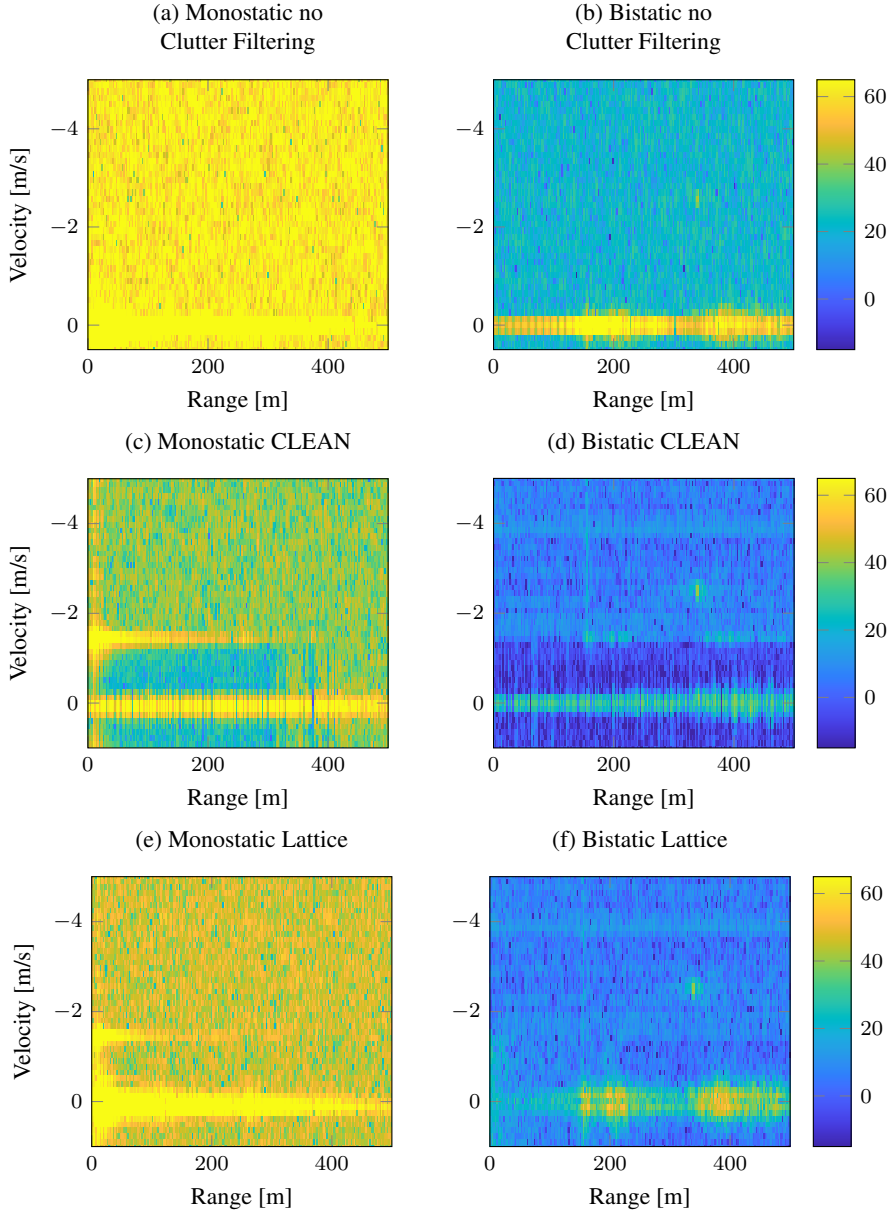 (a) Monostatic no
Clutter Filtering
(b) Bistatic no
Clutter Filtering
Velocity [m/s]
−4
−2
0
0
200
400
Range [m]
−4
−2
0
0
200
400
Range [m]
60
40
20
0
(c) Monostatic CLEAN
(d) Bistatic CLEAN
Velocity [m/s]
−4
−2
0
0
200
400
Range [m]
−4
−2
0
0
200
400
Range [m]
60
40
20
0
(e) Monostatic Lattice
(f) Bistatic Lattice
Velocity [m/s]
−4
−2
0
0
200
400
Range [m]
−4
−2
0
0
200
400
Range [m]
60
40
20
0